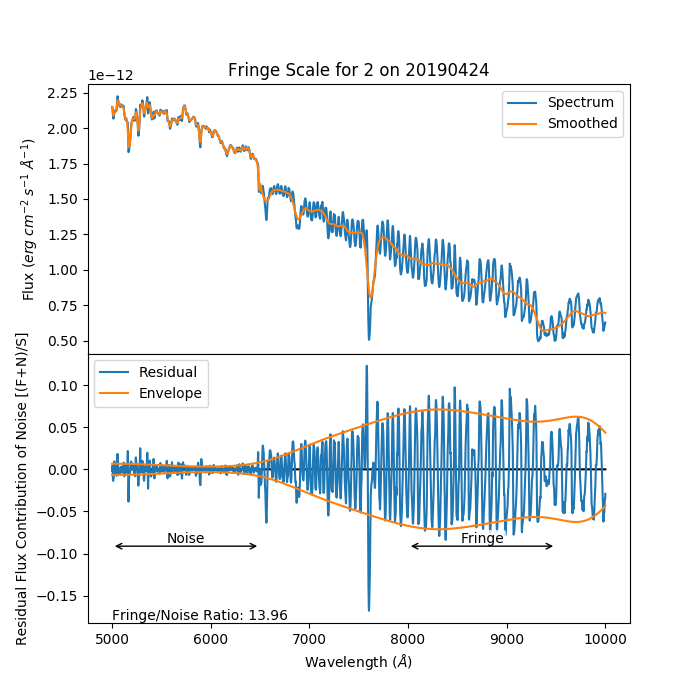 Fringe Scale for 2 on 20190424
1e−12
Spectrum
Smoothed
2.25
2.00
1.75
1.50
1.25
1.00
0.75
0.50
Flux (erg cm⁻² s⁻¹ Å⁻¹)
Residual
Envelope
0.10
0.05
0.00
−0.05
−0.10
−0.15
Residual Flux Contribution of Noise [(F+N)/S]
Noise
Fringe
Fringe/Noise Ratio: 13.96
5000 6000 7000 8000 9000 10000
Wavelength (Å)